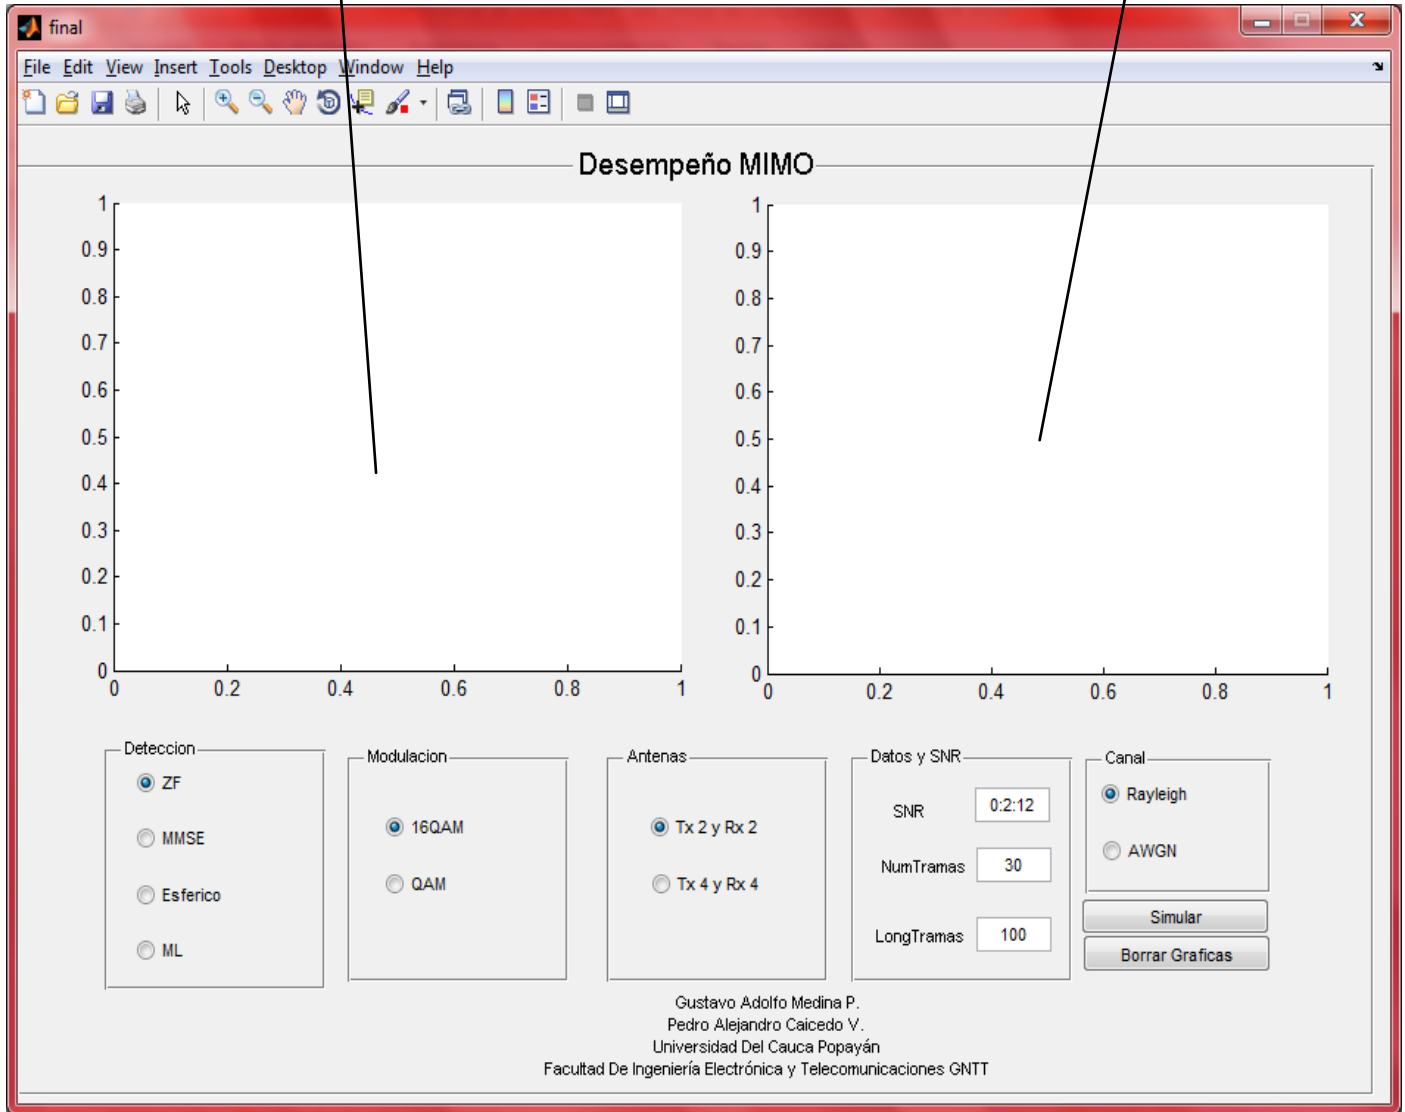 final
File Edit View Insert Tools Desktop Window Help
Desempeño MIMO
1
0.9
0.8
0.7
0.6
0.5
0.4
0.3
0.2
0.1
0
0 0.2 0.4 0.6 0.8 1
1
0.9
0.8
0.7
0.6
0.5
0.4
0.3
0.2
0.1
0
0 0.2 0.4 0.6 0.8 1
Deteccion
ZF
MMSE
Esferico
ML
Modulacion
16QAM
QAM
Antenas
Tx 2 y Rx 2
Tx 4 y Rx 4
Datos y SNR
SNR 0:2:12
NumTramas 30
LongTramas 100
Canal
Rayleigh
AWGN
Simular
Borrar Graficas
Gustavo Adolfo Medina P.
Pedro Alejandro Caicedo V.
Universidad Del Cauca Popayán
Facultad De Ingeniería Electrónica y Telecomunicaciones GNTT